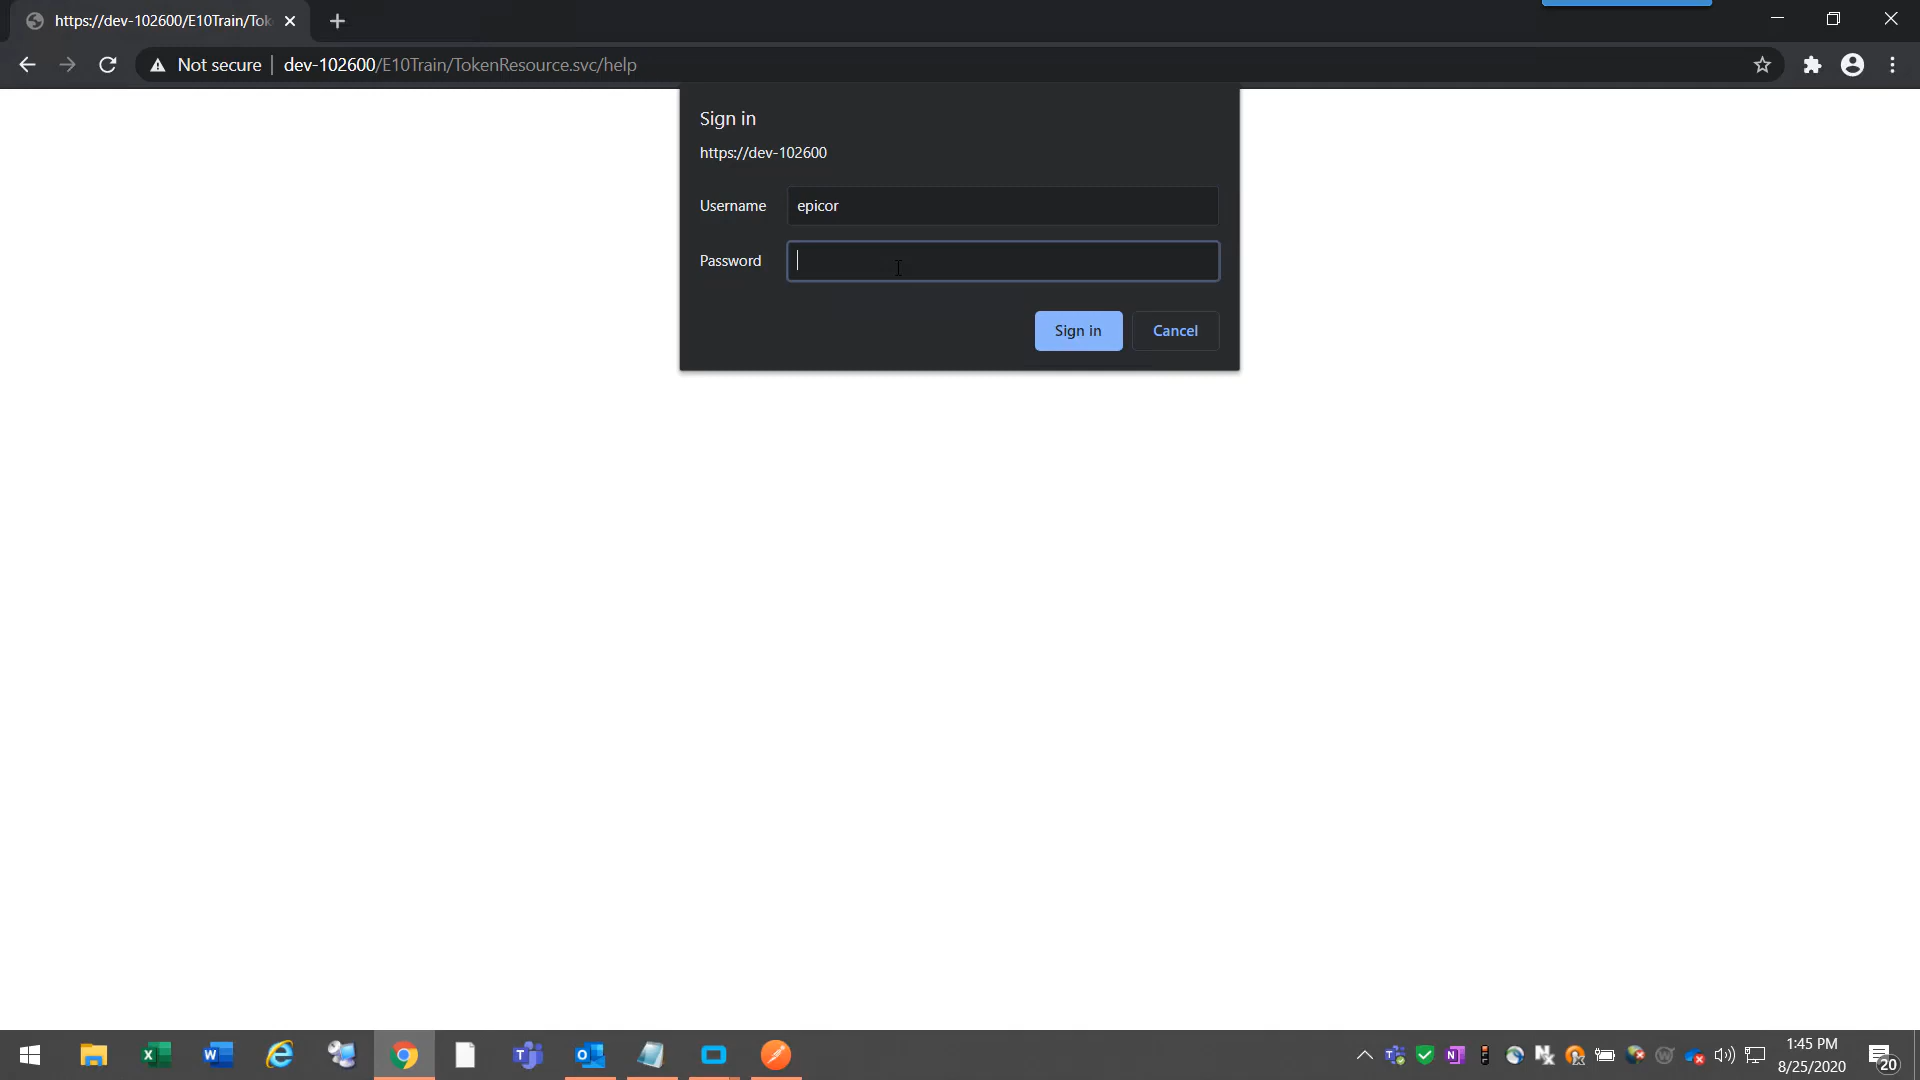 https://dev-102600/E10Train/Tok
Not secure
dev-102600/E10Train/TokenResource.svc/help
Sign in
https://dev-102600
Username
epicor
Password
Sign in
Cancel
1:45 PM
8/25/2020
20